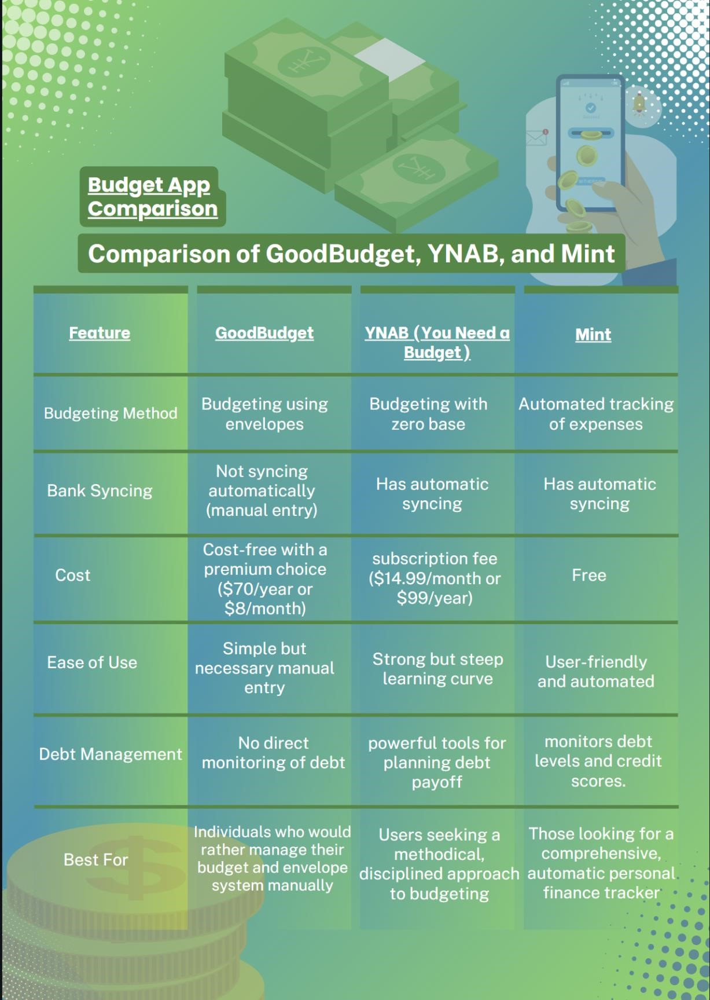 Budget App
Comparison
Comparison of GoodBudget, YNAB, and Mint
Feature
GoodBudget
YNAB (You Need a
Budget)
Mint
Budgeting Method
Budgeting using
envelopes
Budgeting with
zero base
Automated tracking
of expenses
Bank Syncing
Not syncing
automatically
(manual entry)
Has automatic
syncing
Has automatic
syncing
Cost
Cost-free with a
premium choice
($70/year or
$8/month)
subscription fee
($14.99/month or
$99/year)
Free
Ease of Use
Simple but
necessary manual
entry
Strong but steep
learning curve
User-friendly
and automated
Debt Management
No direct
monitoring of debt
powerful tools for
planning debt
payoff
monitors debt
levels and credit
scores.
Best For
Individuals who would
rather manage their
budget and envelope
system manually
Users seeking a
methodical,
disciplined approach
to budgeting
Those looking for a
comprehensive,
automatic personal
finance tracker